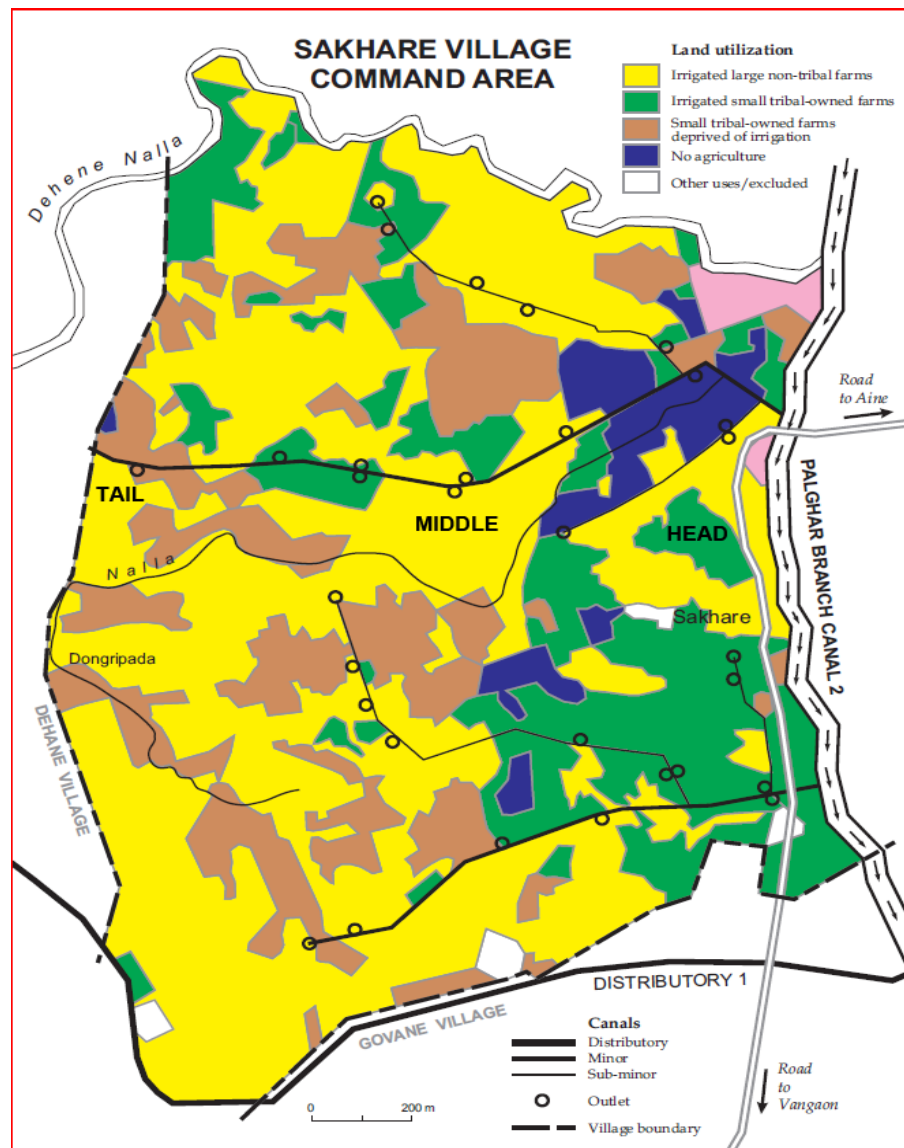 SAKHARE VILLAGE
COMMAND AREA
Land utilization
Irrigated large non-tribal farms
Irrigated small tribal-owned farms
Small tribal-owned farms
deprived of irrigation
No agriculture
Other uses/excluded
Dehene Nalla
Road
to Aine
PALGHAR BRANCH CANAL 2
TAIL
MIDDLE
HEAD
Nalla
Sakhare
Dongripada
DEHANE VILLAGE
DISTRIBUTORY 1
GOVANE VILLAGE
Canals
Distributory
Minor
Sub-minor
Outlet
Village boundary
0 200 m
Road
to
Vangaon